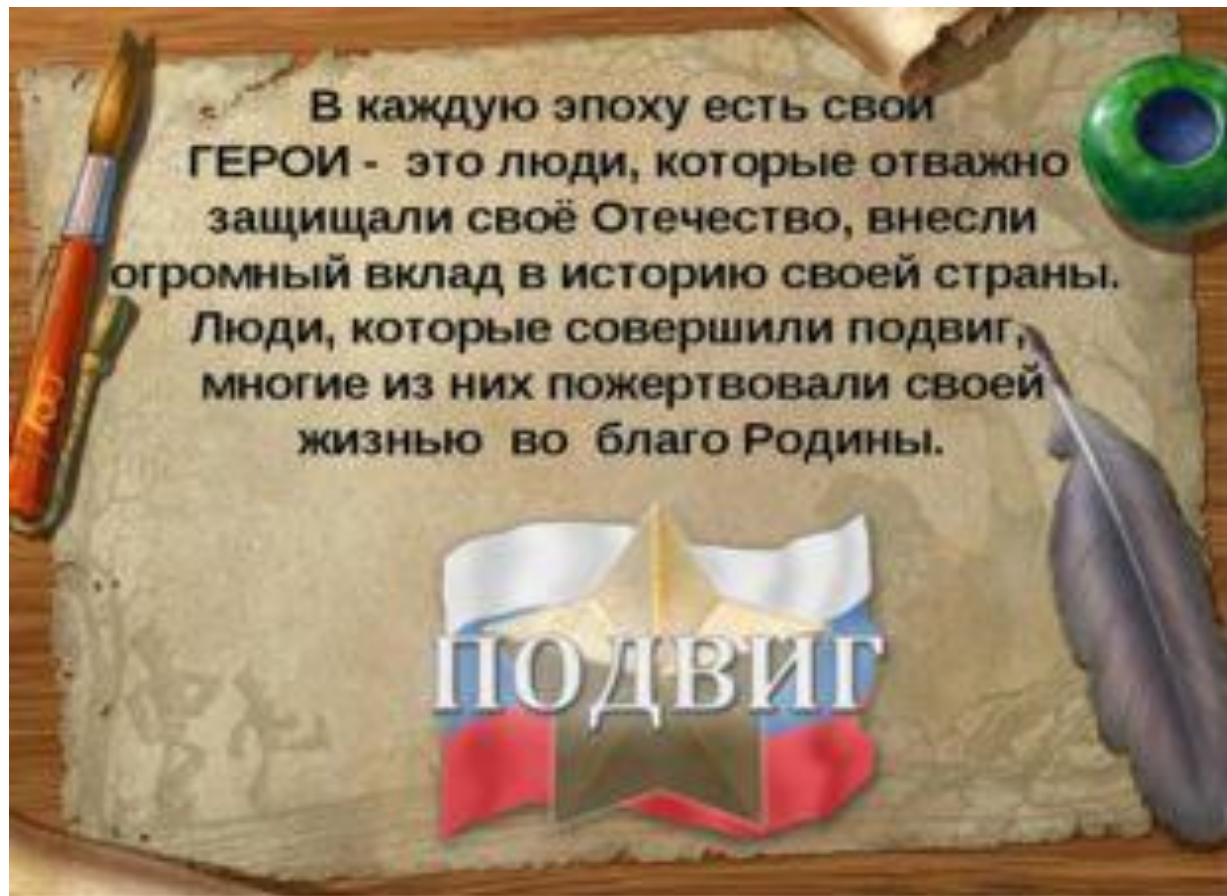 В каждую эпоху есть свои
ГЕРОИ - это люди, которые отважно
защищали своё Отечество, внесли
огромный вклад в историю своей страны.
Люди, которые совершили подвиг,
многие из них пожертвовали своей
жизнью во благо Родины.
ПОДВИГ